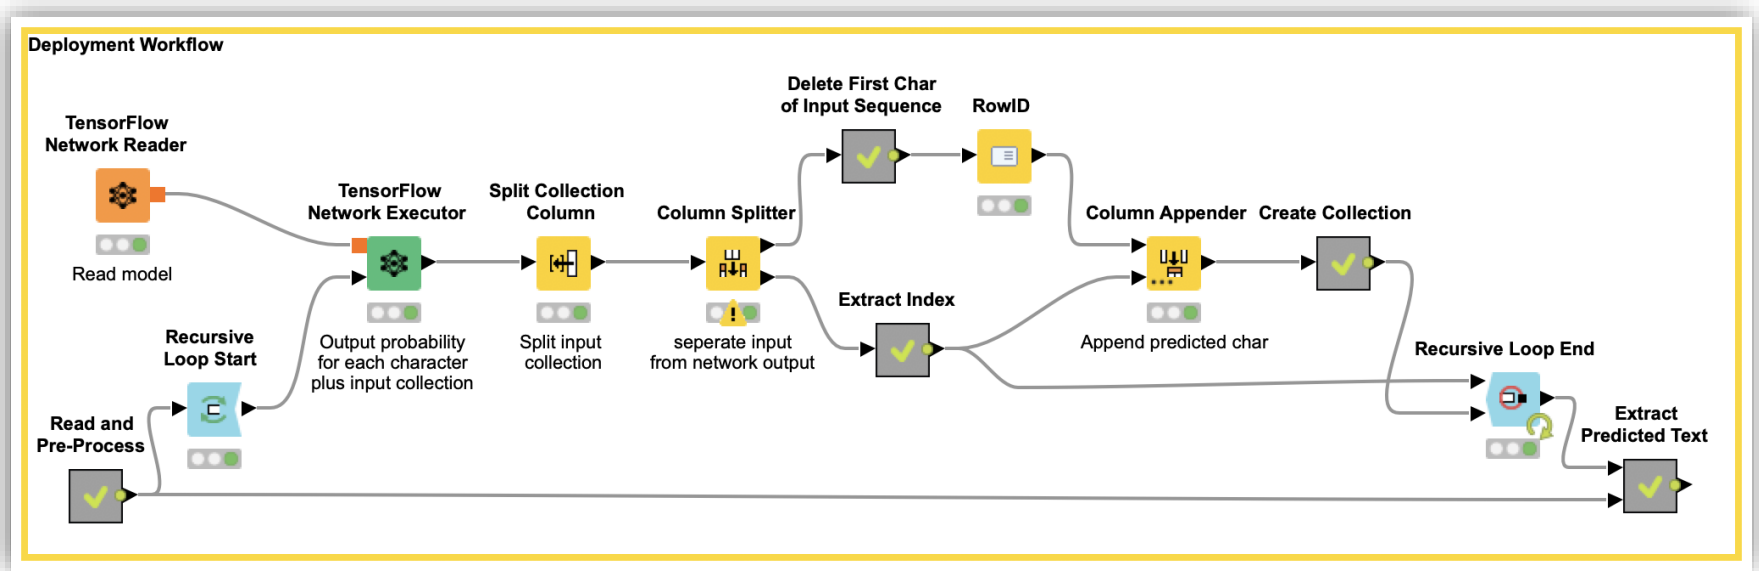 Deployment Workflow
TensorFlow
Network Reader
Read model
Read and
Pre-Process
Recursive
Loop Start
TensorFlow
Network Executor
Output probability
for each character
plus input collection
Split Collection
Column
Split input
collection
Column Splitter
seperate input
from network output
Delete First Char
of Input Sequence
RowID
Extract Index
Column Appender
Append predicted char
Create Collection
Recursive Loop End
Extract
Predicted Text